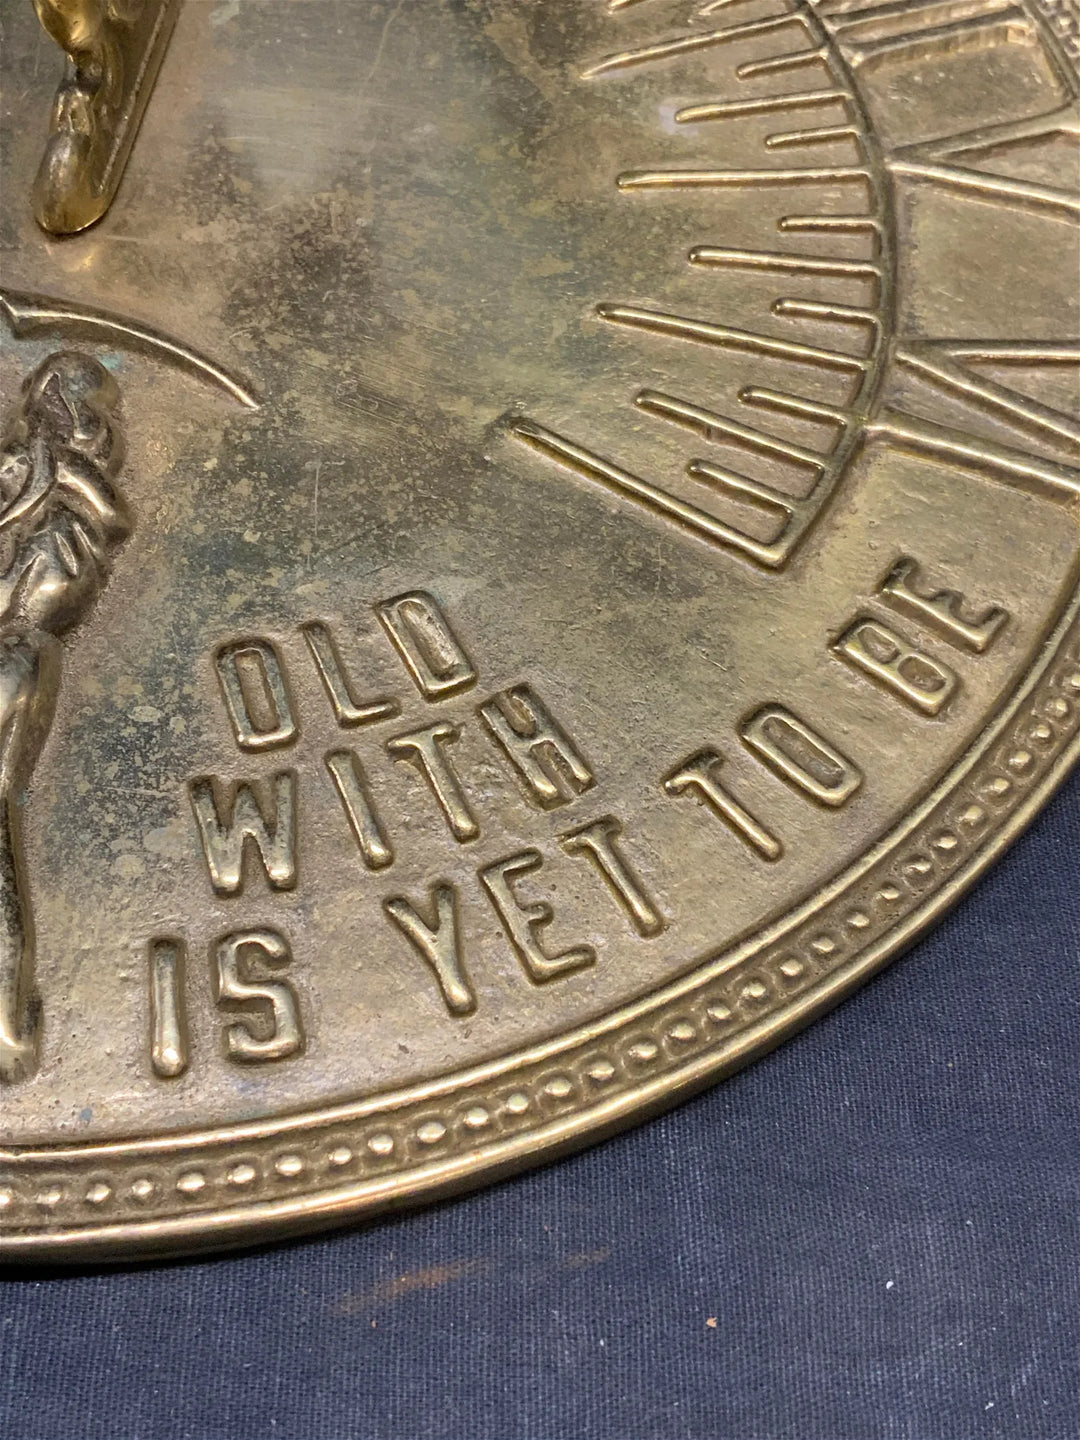 OLD
WITH
IS YET TO BE